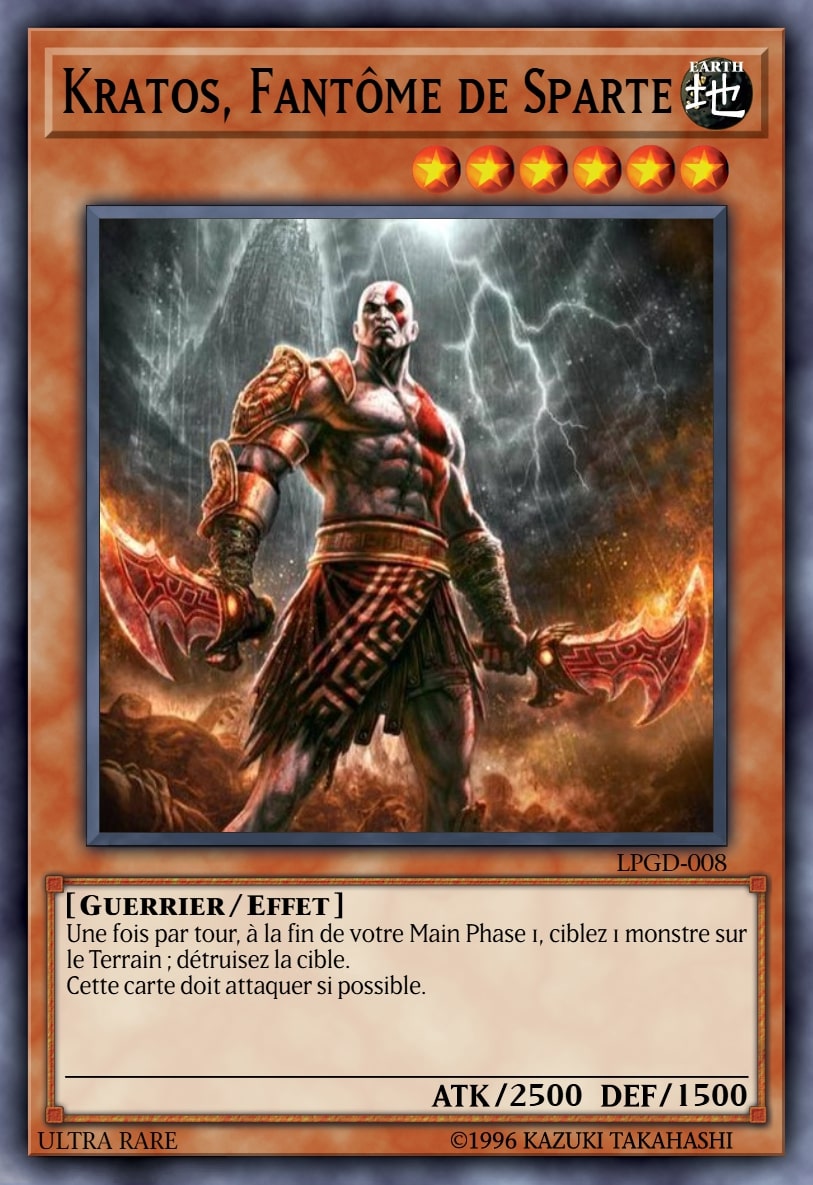 Kratos, Fantôme de Sparte
EARTH
地
LPGD-008
[Guerrier/Effet]
Une fois par tour, à la fin de votre Main Phase 1, ciblez 1 monstre sur
le Terrain ; détruisez la cible.
Cette carte doit attaquer si possible.
ATK/2500 DEF/1500
ULTRA RARE ©1996 KAZUKI TAKAHASHI